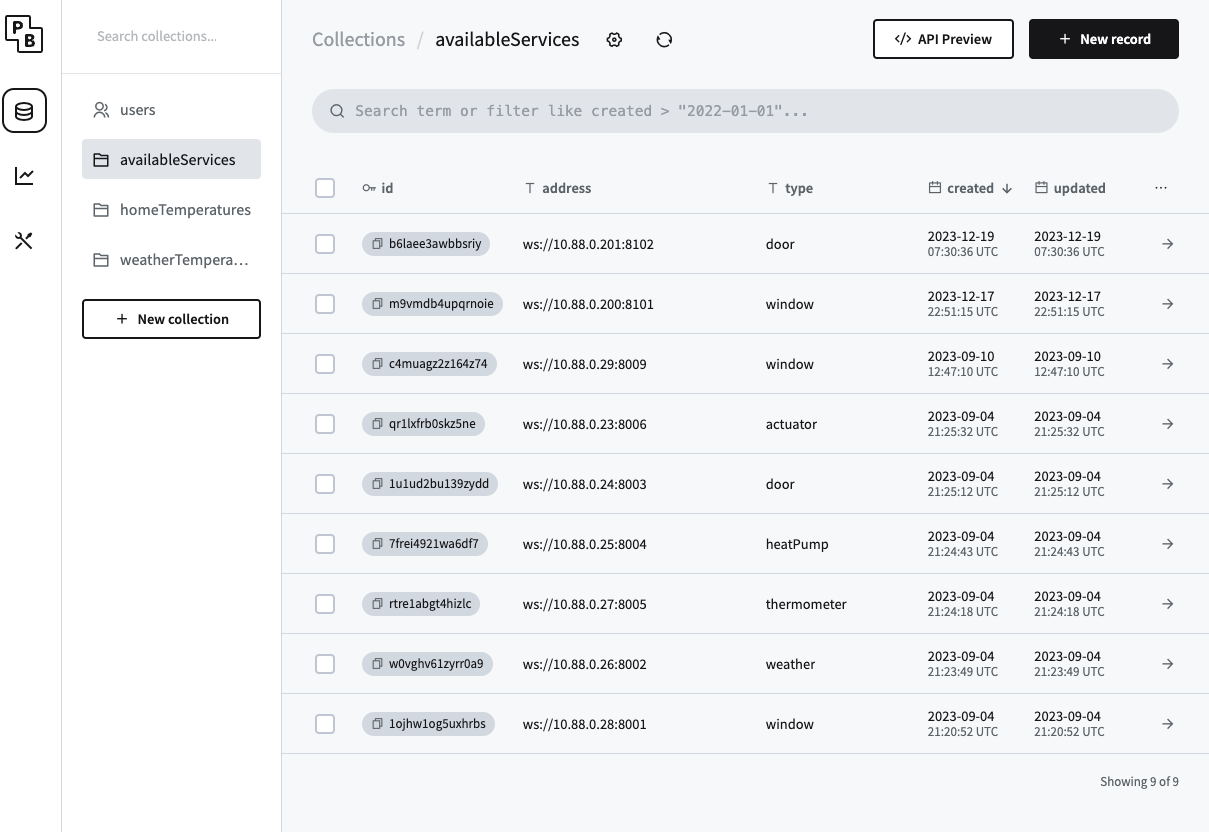 PB
Search collections...
users
availableServices
homeTemperatures
weatherTempera...
New collection
Collections / availableServices
API Preview
New record
Search term or filter like created > "2022-01-01"...
id address type created updated
b6laee3awbbsriy ws://10.88.0.201:8102 door 2023-12-19 2023-12-19
07:30:36 UTC 07:30:36 UTC
m9vmdb4upqrnoie ws://10.88.0.200:8101 window 2023-12-17 2023-12-17
22:51:15 UTC 22:51:15 UTC
c4muagz2z164z74 ws://10.88.0.29:8009 window 2023-09-10 2023-09-10
12:47:10 UTC 12:47:10 UTC
qr1lxfrb0skz5ne ws://10.88.0.23:8006 actuator 2023-09-04 2023-09-04
21:25:32 UTC 21:25:32 UTC
1u1ud2bu139zydd ws://10.88.0.24:8003 door 2023-09-04 2023-09-04
21:25:12 UTC 21:25:12 UTC
7frei4921wa6df7 ws://10.88.0.25:8004 heatPump 2023-09-04 2023-09-04
21:24:43 UTC 21:24:43 UTC
rtre1abgt4hizlc ws://10.88.0.27:8005 thermometer 2023-09-04 2023-09-04
21:24:18 UTC 21:24:18 UTC
w0vghv61zyrr0a9 ws://10.88.0.26:8002 weather 2023-09-04 2023-09-04
21:23:49 UTC 21:23:49 UTC
1ojhw1og5uxhrbs ws://10.88.0.28:8001 window 2023-09-04 2023-09-04
21:20:52 UTC 21:20:52 UTC
Showing 9 of 9